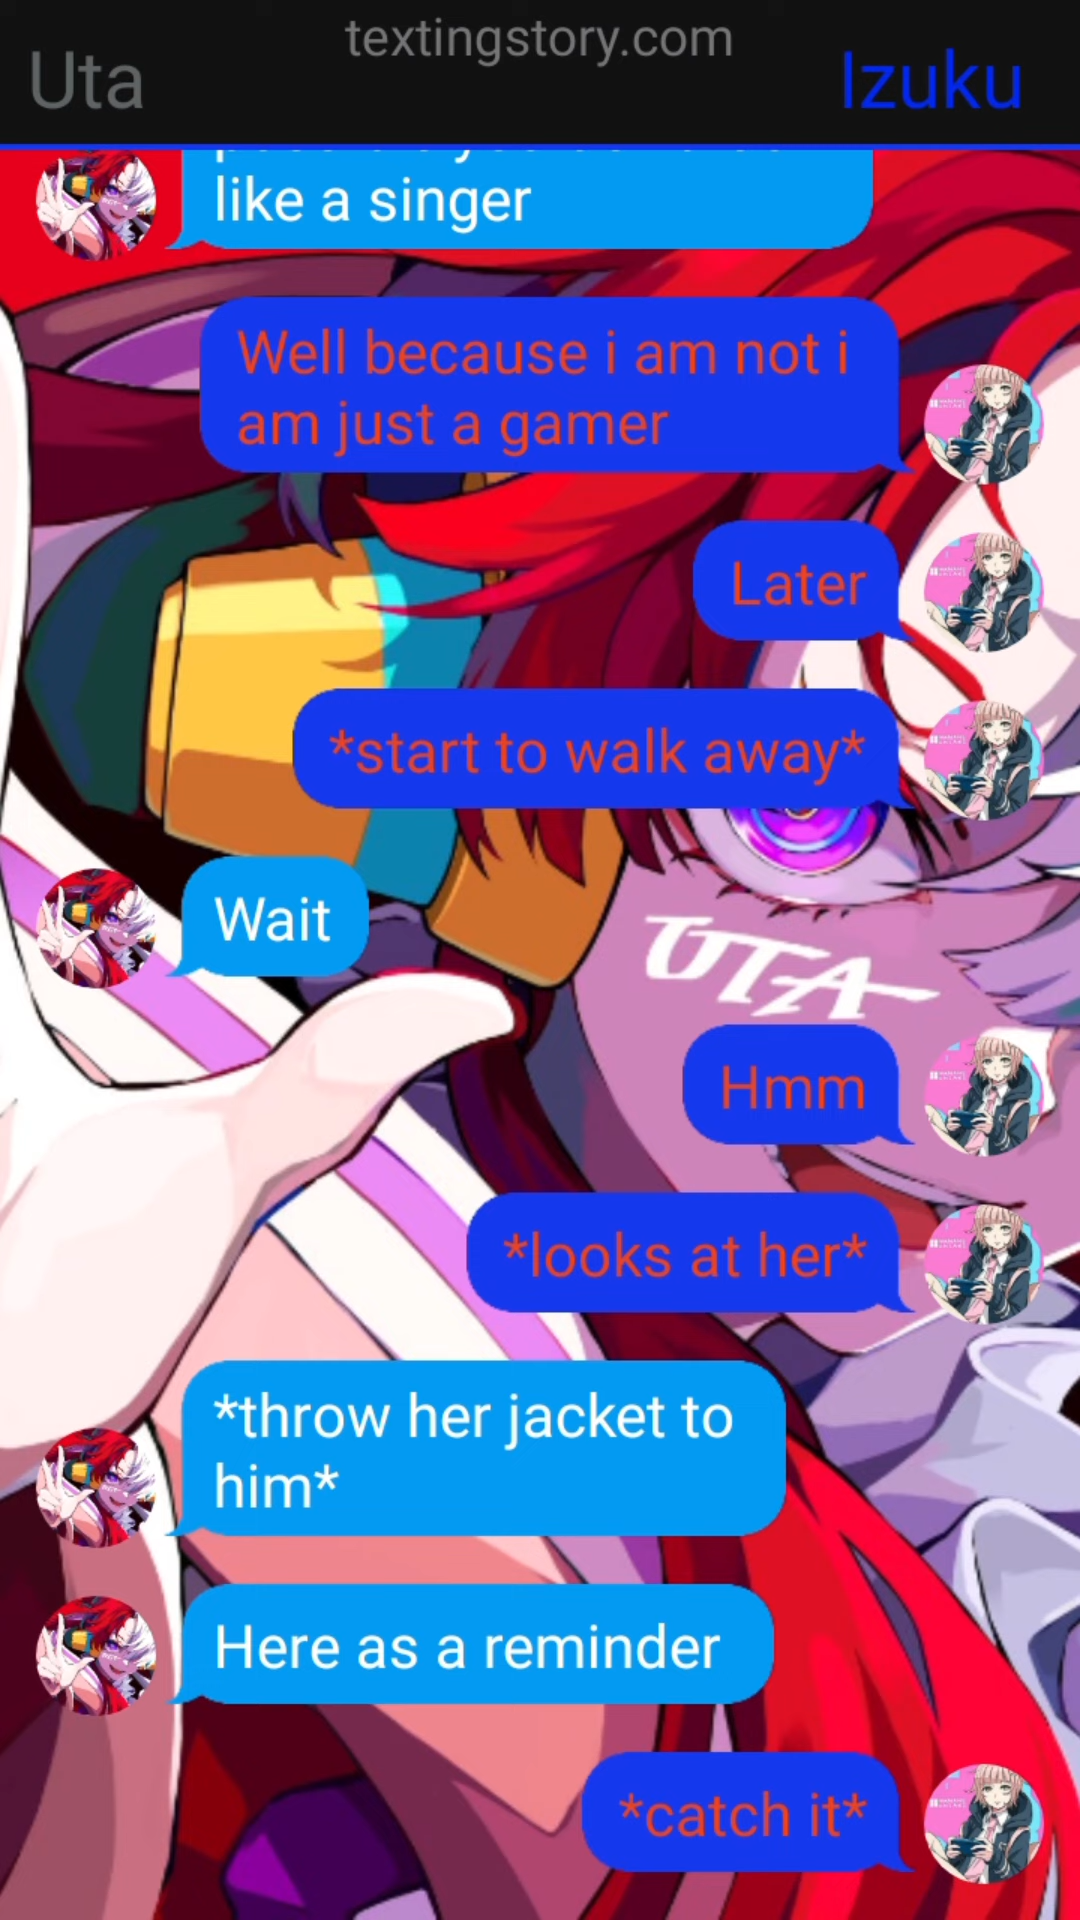 textingstory.com
Uta
Izuku
like a singer
Well because i am not i
am just a gamer
Later
*start to walk away*
Wait
UTA
Hmm
*looks at her*
*throw her jacket to
him*
Here as a reminder
*catch it*